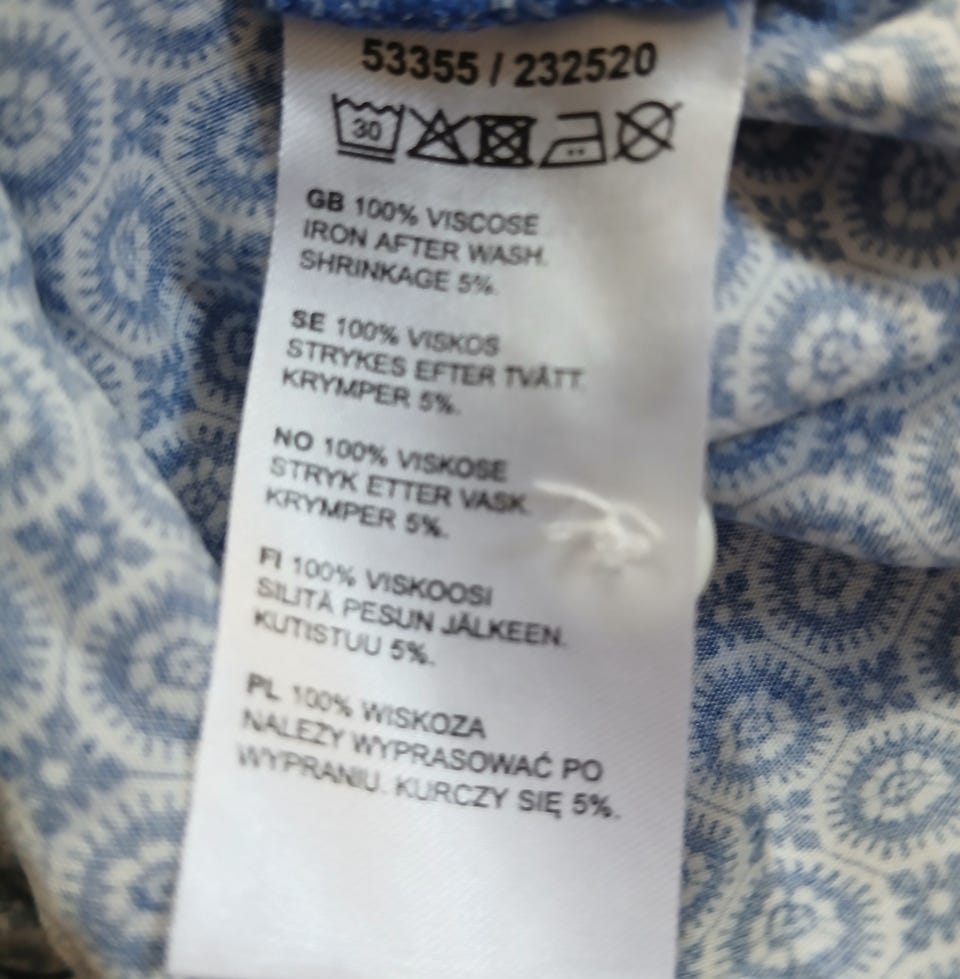 53355 / 232520
30
GB 100% VISCOSE
IRON AFTER WASH.
SHRINKAGE 5%.
SE 100% VISKOS
STRYKES EFTER TVÄTT.
KRYMPER 5%.
NO 100% VISKOSE
STRYK ETTER VASK.
KRYMPER 5%.
FI 100% VISKOOSI
SILITÄ PESUN JÄLKEEN.
KUTISTUU 5%.
PL 100% WISKOZA
NALEŻY WYPRASOWAĆ PO
WYPRANIU. KURCZY SIĘ 5%.